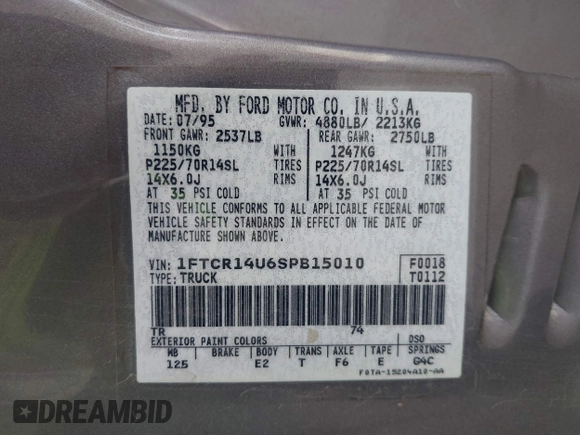 MFD. BY FORD MOTOR CO. IN U.S.A.
DATE: 07/95 GVWR: 4880LB/ 2213KG
FRONT GAWR: 2537LB REAR GAWR: 2750LB
1150KG WITH 1247KG WITH
P225/70R14SL TIRES P225/70R14SL TIRES
14X6.0J RIMS 14X6.0J RIMS
AT 35 PSI COLD AT 35 PSI COLD
THIS VEHICLE CONFORMS TO ALL APPLICABLE FEDERAL MOTOR
VEHICLE SAFETY STANDARDS IN EFFECT ON THE DATE OF
MANUFACTURE SHOWN ABOVE.
VIN: 1FTCR14U6SPB15010 F0018
TYPE: TRUCK T0112
TR 74
EXTERIOR PAINT COLORS DSO
WB BRAKE BODY TRANS AXLE TAPE SPRINGS
125 E2 T F6 E G4C
F0TA-15204A10-AA
DREAMBID